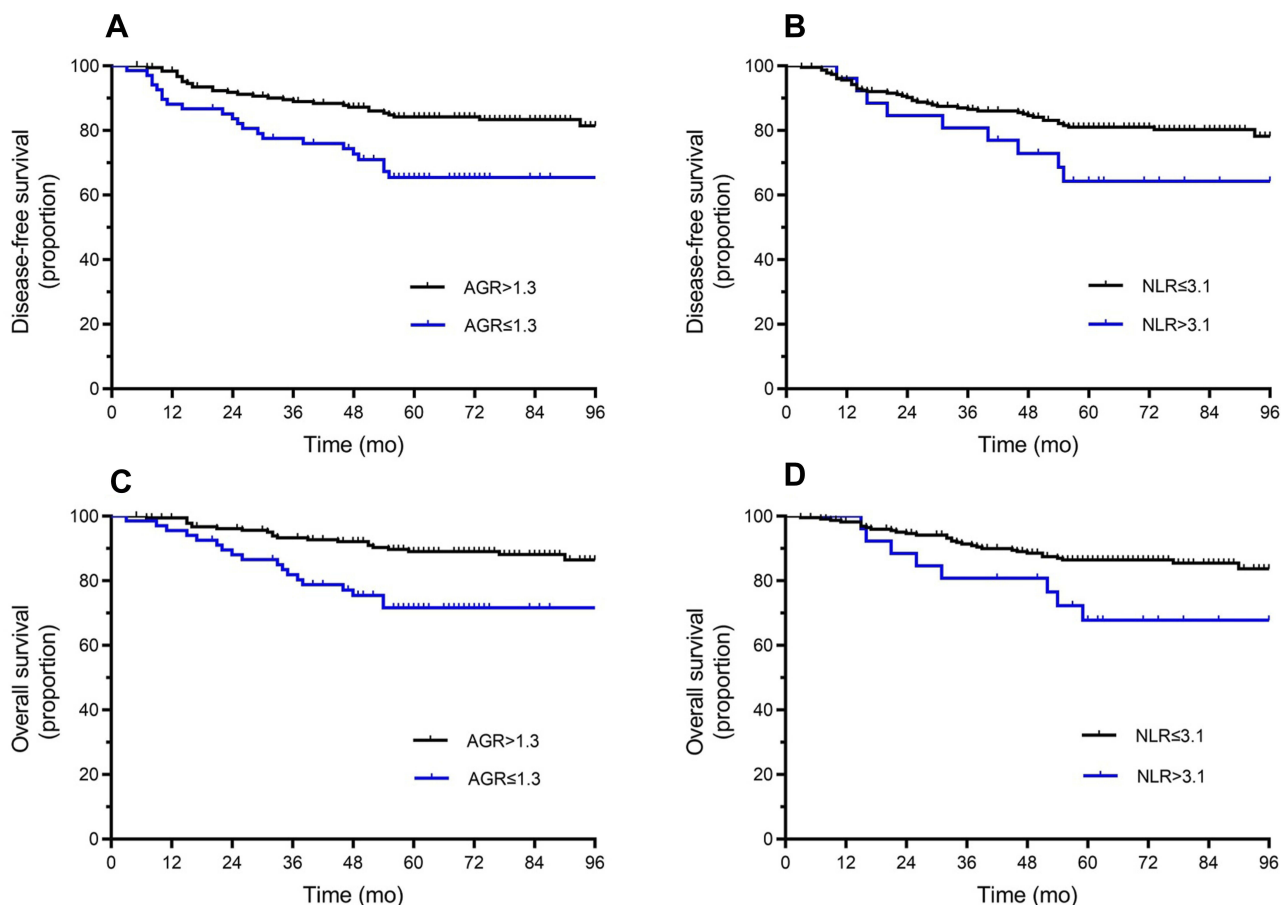 A
100
80
60
40
20
0
Disease-free survival
(proportion)
AGR>1.3
AGR≤1.3
0 12 24 36 48 60 72 84 96
Time (mo)
B
100
80
60
40
20
0
Disease-free survival
(proportion)
NLR≤3.1
NLR>3.1
0 12 24 36 48 60 72 84 96
Time (mo)
C
100
80
60
40
20
0
Overall survival
(proportion)
AGR>1.3
AGR≤1.3
0 12 24 36 48 60 72 84 96
Time (mo)
D
100
80
60
40
20
0
Overall survival
(proportion)
NLR≤3.1
NLR>3.1
0 12 24 36 48 60 72 84 96
Time (mo)